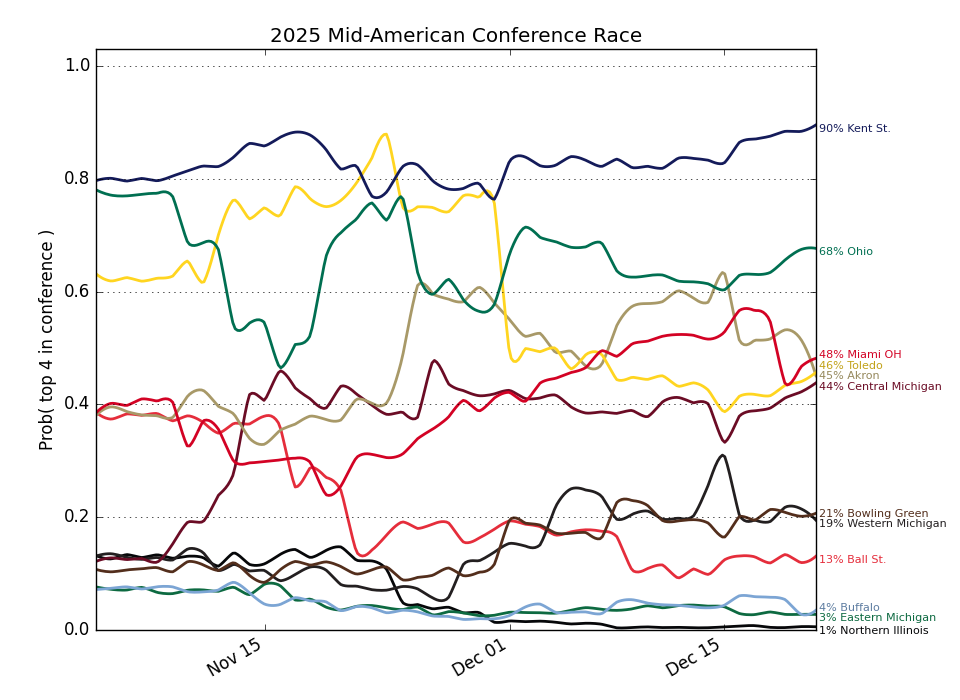 2025 Mid-American Conference Race
Prob( top 4 in conference )
1.0
0.8
0.6
0.4
0.2
0.0
Nov 15
Dec 01
Dec 15
90% Kent St.
68% Ohio
48% Miami OH
46% Toledo
45% Akron
44% Central Michigan
21% Bowling Green
19% Western Michigan
13% Ball St.
4% Buffalo
3% Eastern Michigan
1% Northern Illinois